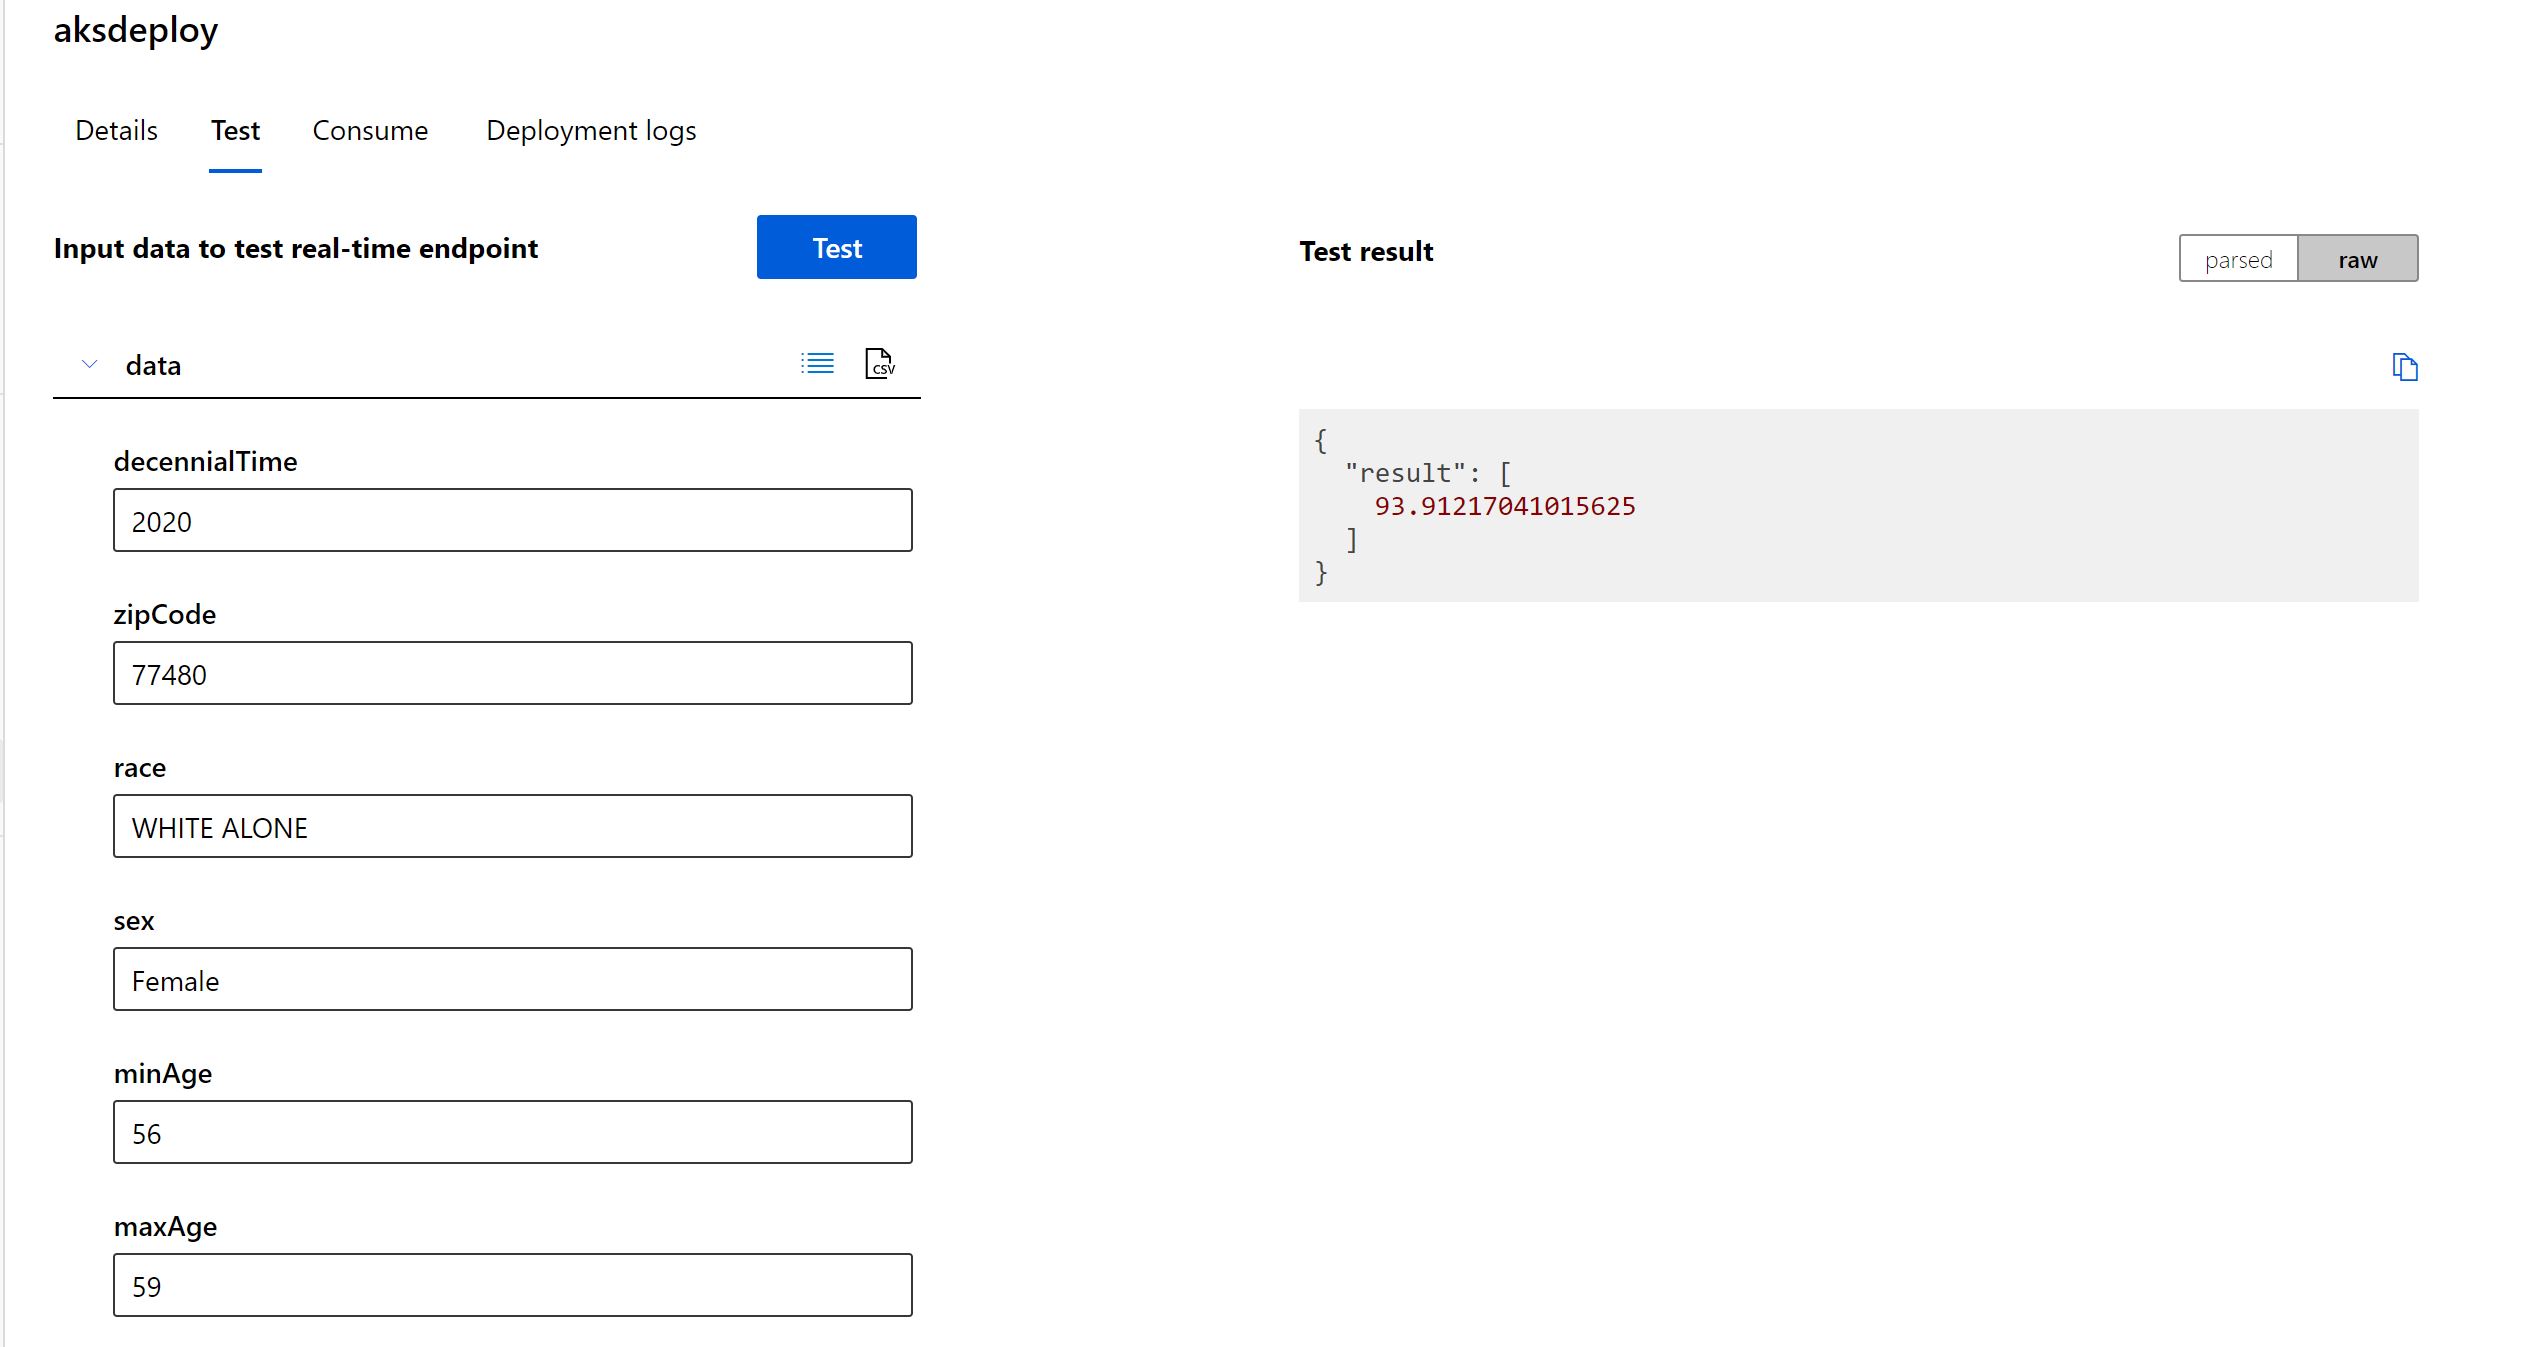 aksdeploy
Details Test Consume Deployment logs
Input data to test real-time endpoint
Test
data
CSV
decennialTime
2020
zipCode
77480
race
WHITE ALONE
sex
Female
minAge
56
maxAge
59
Test result
parsed raw
{
"result": [
93.91217041015625
]
}